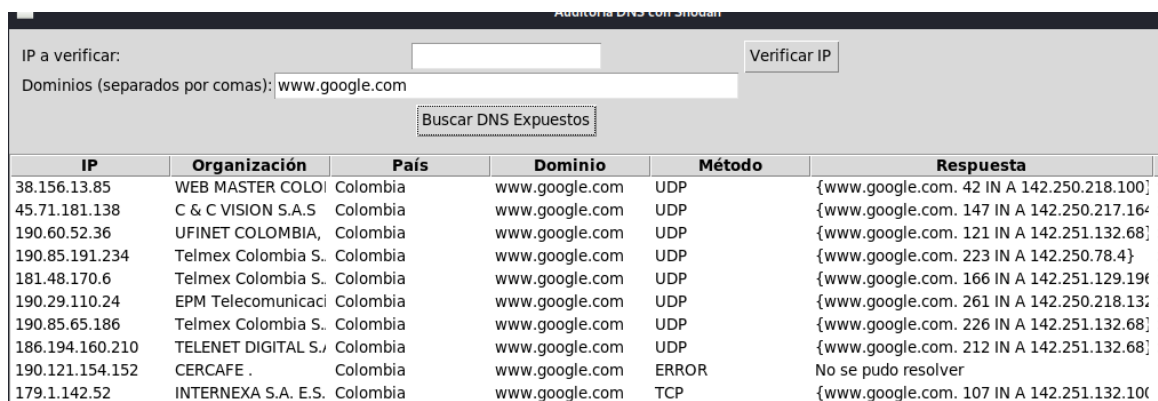 Auditoría DNS con Shodan
IP a verificar: Verificar IP
Dominios (separados por comas): www.google.com
Buscar DNS Expuestos
IP Organización País Dominio Método Respuesta
38.156.13.85 WEB MASTER COLO Colombia www.google.com UDP {www.google.com. 42 IN A 142.250.218.100}
45.71.181.138 C & C VISION S.A.S Colombia www.google.com UDP {www.google.com. 147 IN A 142.250.217.164
190.60.52.36 UFINET COLOMBIA, Colombia www.google.com UDP {www.google.com. 121 IN A 142.251.132.68}
190.85.191.234 Telmex Colombia S. Colombia www.google.com UDP {www.google.com. 223 IN A 142.250.78.4}
181.48.170.6 Telmex Colombia S. Colombia www.google.com UDP {www.google.com. 166 IN A 142.251.129.196
190.29.110.24 EPM Telecomunicaci Colombia www.google.com UDP {www.google.com. 261 IN A 142.250.218.132
190.85.65.186 Telmex Colombia S. Colombia www.google.com UDP {www.google.com. 226 IN A 142.251.132.68}
186.194.160.210 TELENET DIGITAL S./ Colombia www.google.com UDP {www.google.com. 212 IN A 142.251.132.68}
190.121.154.152 CERCAFE . Colombia www.google.com ERROR No se pudo resolver
179.1.142.52 INTERNEXA S.A. E.S. Colombia www.google.com TCP {www.google.com. 107 IN A 142.251.132.100